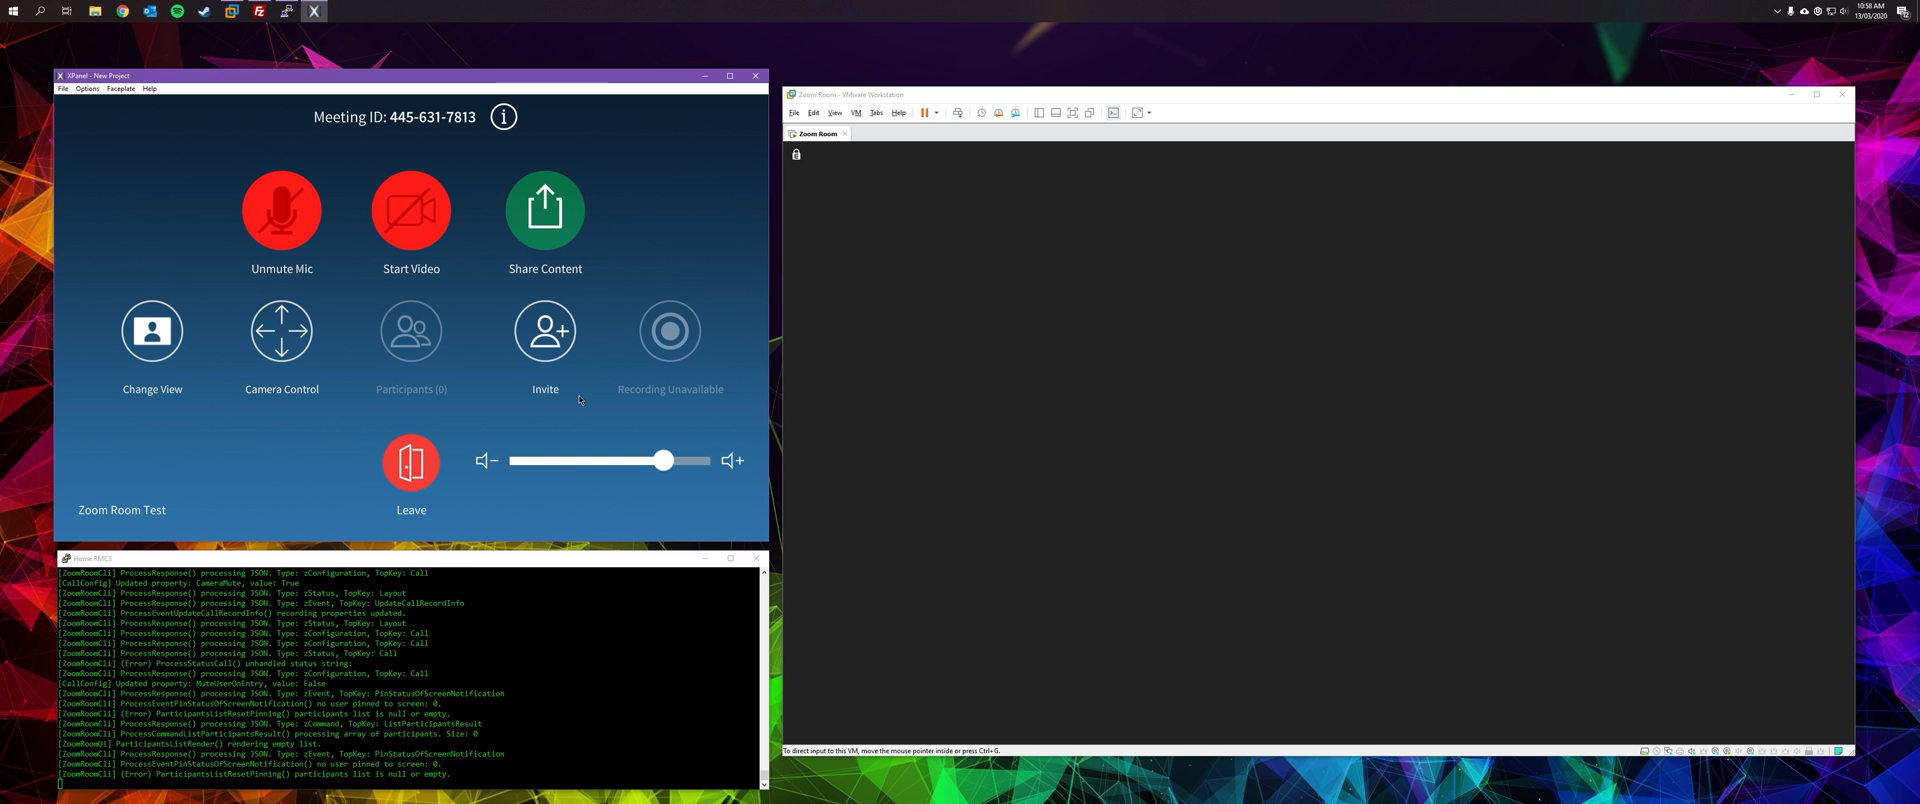 10:58 AM
13/03/2020
12
XPanel - New Project
File Options Faceplate Help
Meeting ID: 445-631-7813
Unmute Mic
Start Video
Share Content
Change View
Camera Control
Participants (0)
Invite
Recording Unavailable
Leave
Zoom Room Test
Home RMC3
[ZoomRoomCli] ProcessResponse() processing JSON. Type: zConfiguration, TopKey: Call
[CallConfig] Updated property: CameraMute, value: True
[ZoomRoomCli] ProcessResponse() processing JSON. Type: zStatus, TopKey: Layout
[ZoomRoomCli] ProcessResponse() processing JSON. Type: zEvent, TopKey: UpdateCallRecordInfo
[ZoomRoomCli] ProcessEventUpdateCallRecordInfo() recording properties updated.
[ZoomRoomCli] ProcessResponse() processing JSON. Type: zStatus, TopKey: Layout
[ZoomRoomCli] ProcessResponse() processing JSON. Type: zConfiguration, TopKey: Call
[ZoomRoomCli] ProcessResponse() processing JSON. Type: zConfiguration, TopKey: Call
[ZoomRoomCli] ProcessResponse() processing JSON. Type: zStatus, TopKey: Call
[ZoomRoomCli] (Error) ProcessStatusCall() unhandled status string:
[ZoomRoomCli] ProcessResponse() processing JSON. Type: zConfiguration, TopKey: Call
[CallConfig] Updated property: MuteUserOnEntry, value: False
[ZoomRoomCli] ProcessResponse() processing JSON. Type: zEvent, TopKey: PinStatusOfScreenNotification
[ZoomRoomCli] ProcessEventPinStatusOfScreenNotification() no user pinned to screen: 0.
[ZoomRoomCli] (Error) ParticipantsListResetPinning() participants list is null or empty.
[ZoomRoomCli] ProcessResponse() processing JSON. Type: zCommand, TopKey: ListParticipantsResult
[ZoomRoomCli] ProcessCommandListParticipantsResult() processing array of participants. Size: 0
[ZoomRoomUi] ParticipantsListRender() rendering empty list.
[ZoomRoomCli] ProcessResponse() processing JSON. Type: zEvent, TopKey: PinStatusOfScreenNotification
[ZoomRoomCli] ProcessEventPinStatusOfScreenNotification() no user pinned to screen: 0.
[ZoomRoomCli] (Error) ParticipantsListResetPinning() participants list is null or empty.
Zoom Room - VMware Workstation
File Edit View VM Tabs Help
Zoom Room
To direct input to this VM, move the mouse pointer inside or press Ctrl+G.